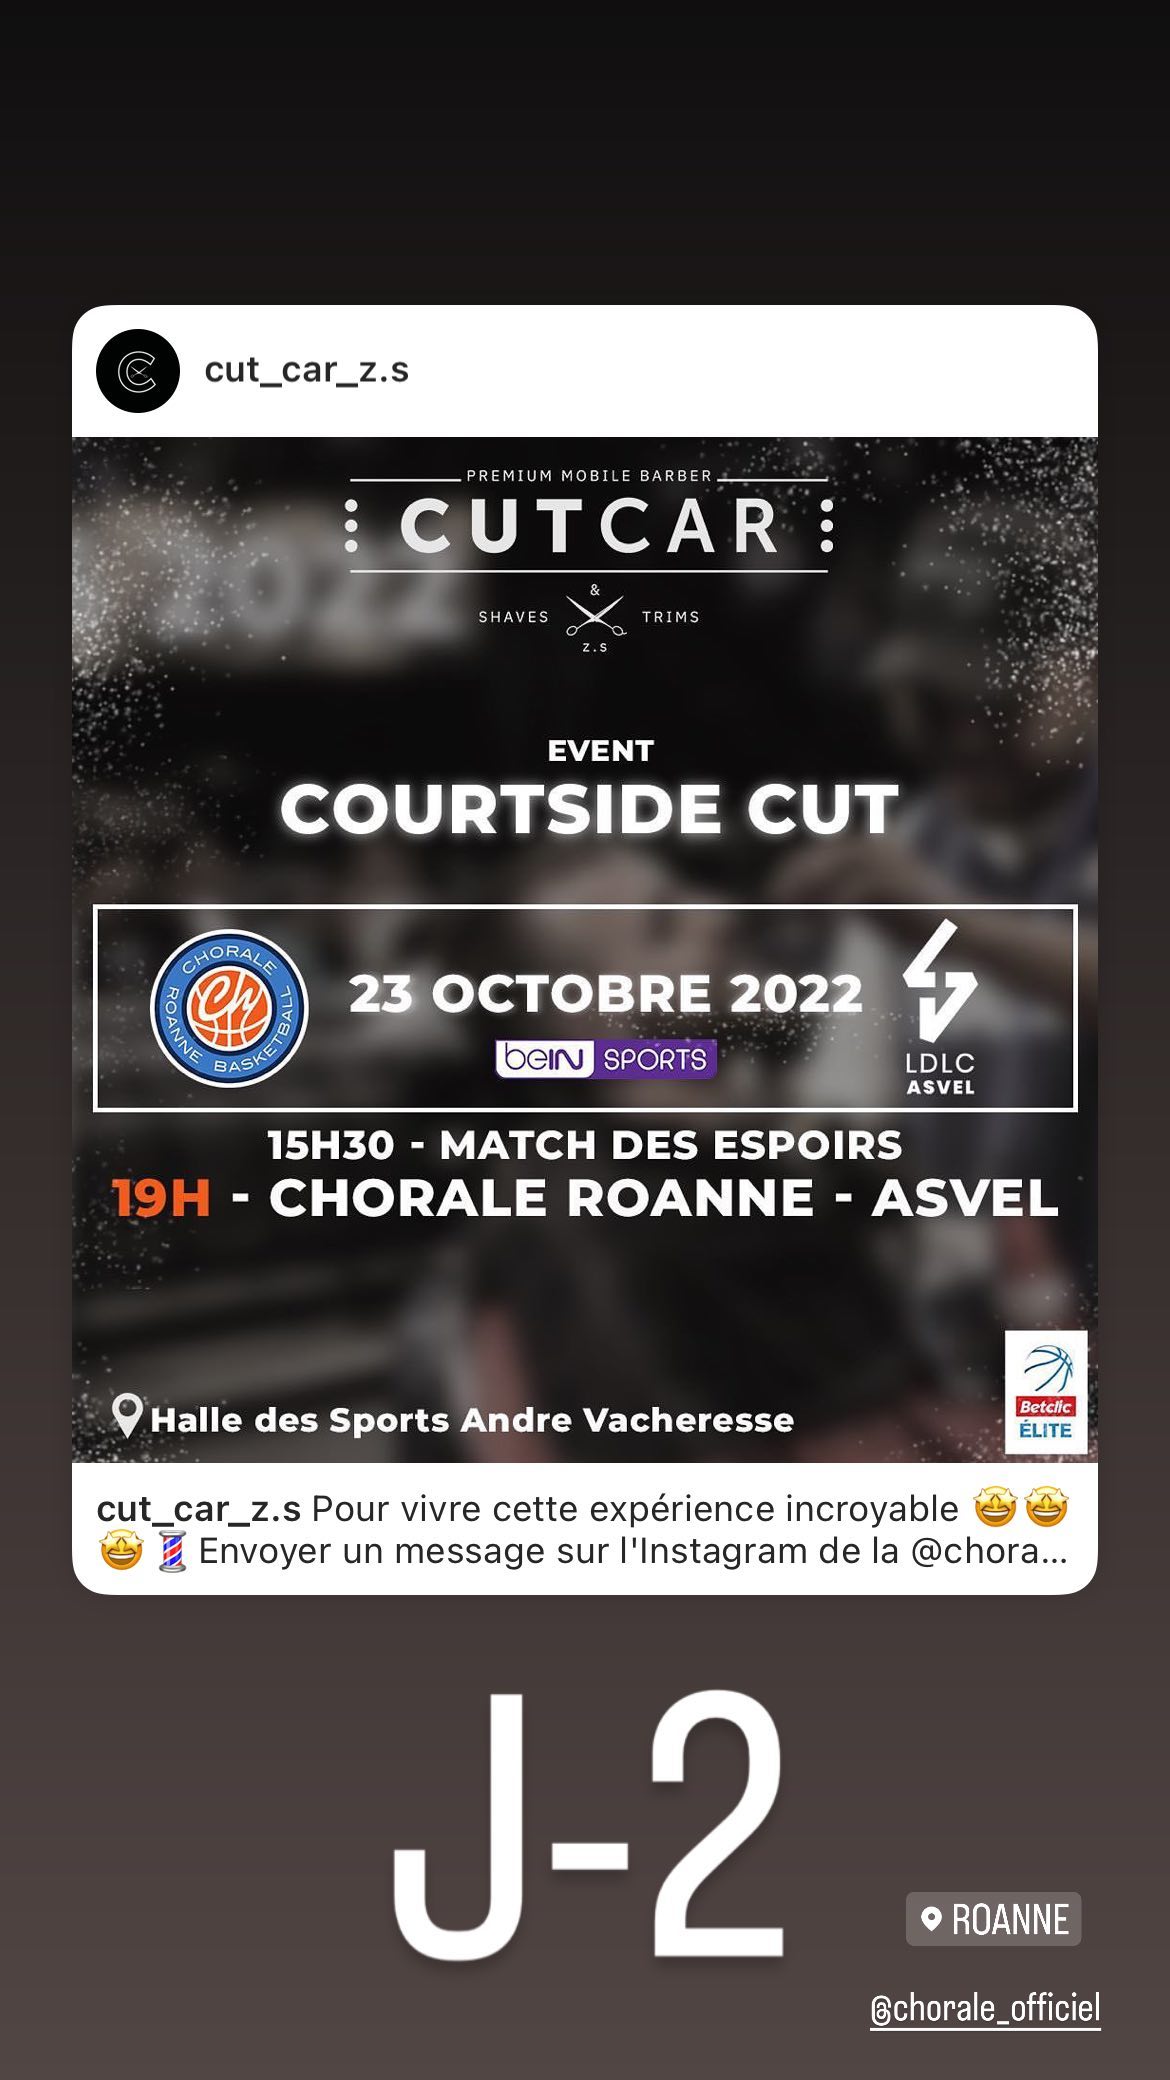 cut_car_z.s
PREMIUM MOBILE BARBER
CUTCAR
&
SHAVES TRIMS
z.s
2022
EVENT
COURTSIDE CUT
CHORALE
ROANNE BASKETBALL
Ch
23 OCTOBRE 2022
beIN SPORTS
LDLC
ASVEL
15H30 - MATCH DES ESPOIRS
19H - CHORALE ROANNE - ASVEL
Halle des Sports Andre Vacheresse
Betclic
ÉLITE
cut_car_z.s Pour vivre cette expérience incroyable 🤩🤩
🤩💈Envoyer un message sur l'Instagram de la @chora...
J-2
ROANNE
@chorale_officiel